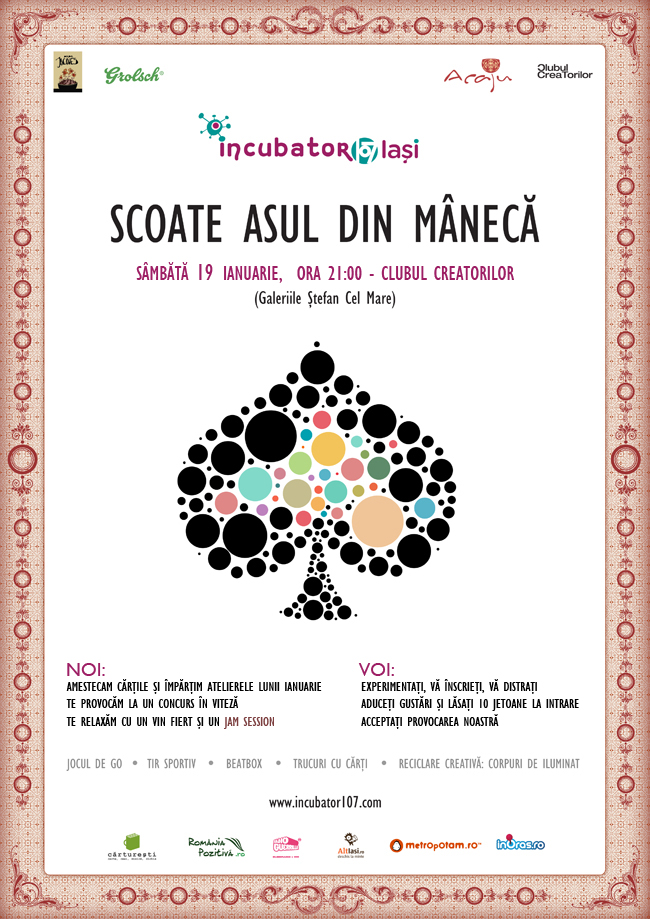 Grolsch
Acaju
Clubul
CreaTorilor
incubator107 Iași
SCOATE ASUL DIN MÂNECĂ
SÂMBĂTĂ 19 IANUARIE, ORA 21:00 - CLUBUL CREATORILOR
(Galeriile Ștefan Cel Mare)
NOI:
AMESTECAM CĂRȚILE ȘI ÎMPĂRȚIM ATELIERELE LUNII IANUARIE
TE PROVOCĂM LA UN CONCURS ÎN VITEZĂ
TE RELAXĂM CU UN VIN FIERT ȘI UN JAM SESSION
VOI:
EXPERIMENTAȚI, VĂ ÎNSCRIEȚI, VĂ DISTRAȚI
ADUCEȚI GUSTĂRI ȘI LĂSAȚI 10 JETOANE LA INTRARE
ACCEPTAȚI PROVOCAREA NOASTRĂ
JOCUL DE GO • TIR SPORTIV • BEATBOX • TRUCURI CU CĂRȚI • RECICLARE CREATIVĂ: CORPURI DE ILUMINAT
www.incubator107.com
cărturești
ROMÂNIA
POZITIVĂ.ro
AltIasi.ro
metropotam.ro
inOras.ro